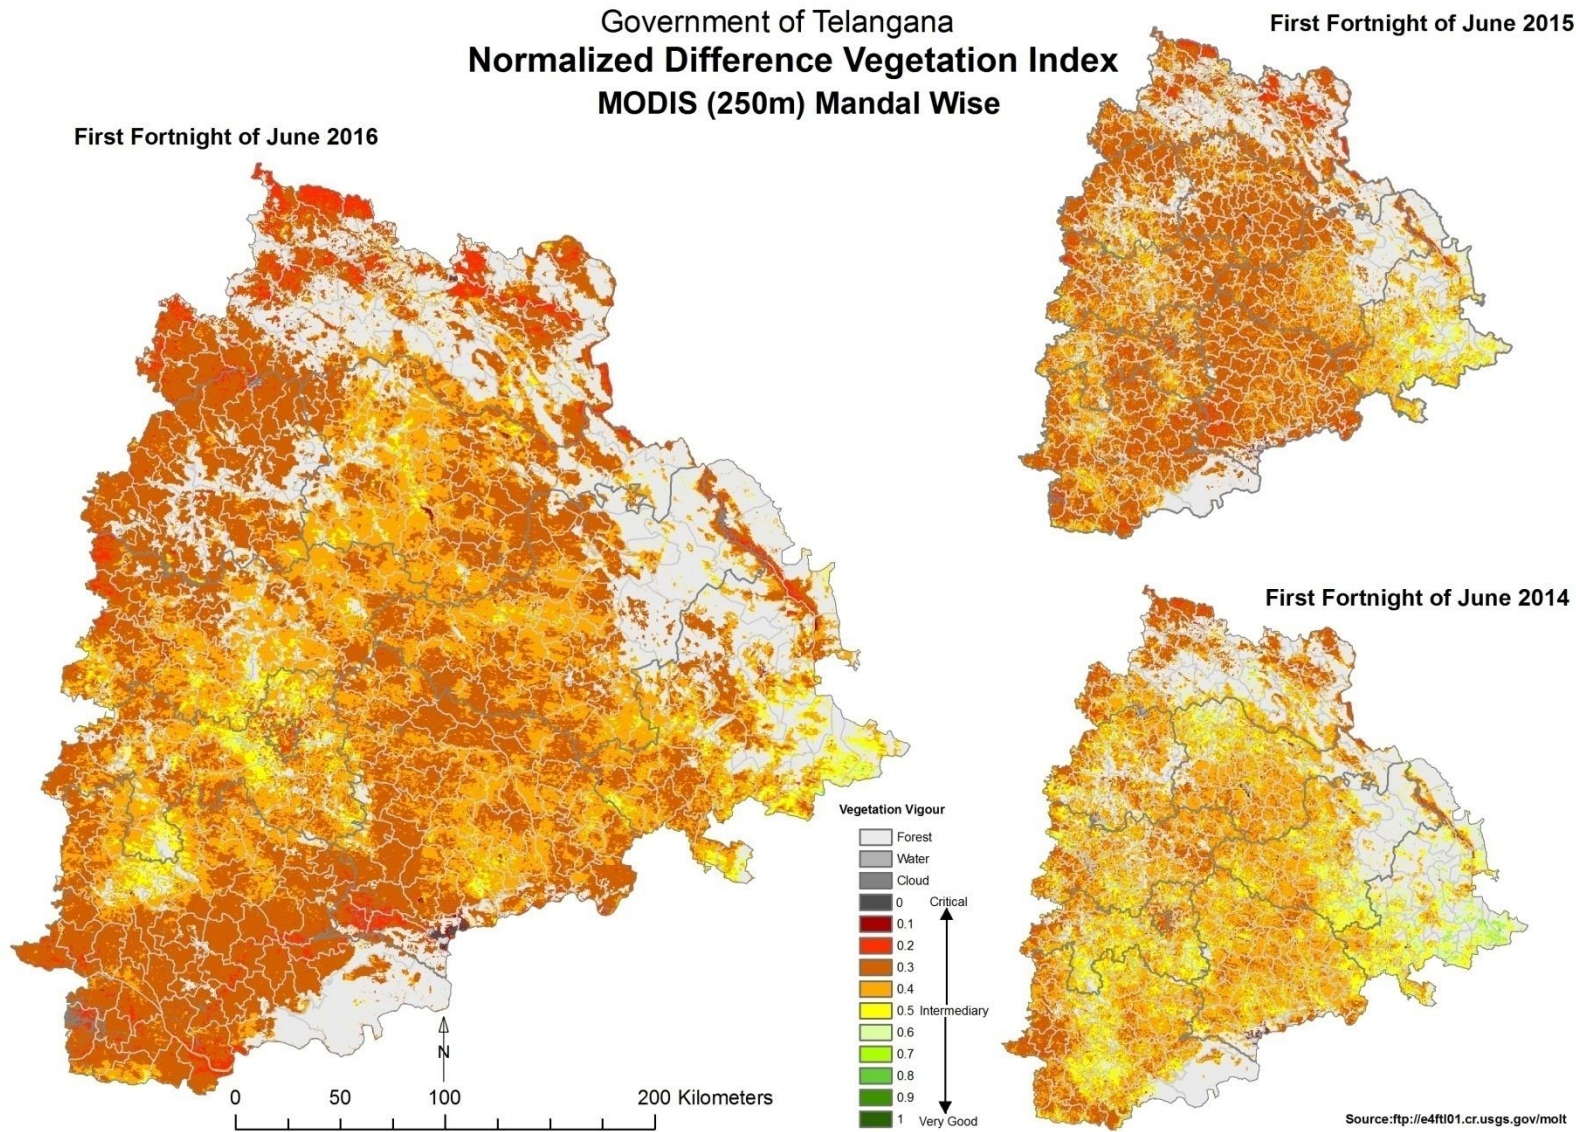 Government of Telangana
Normalized Difference Vegetation Index
MODIS (250m) Mandal Wise
First Fortnight of June 2016
First Fortnight of June 2015
First Fortnight of June 2014
Vegetation Vigour
Forest
Water
Cloud
0 Critical
0.1
0.2
0.3
0.4
0.5 Intermediary
0.6
0.7
0.8
0.9
1 Very Good
N
0 50 100 200 Kilometers
Source:ftp://e4ftl01.cr.usgs.gov/molt